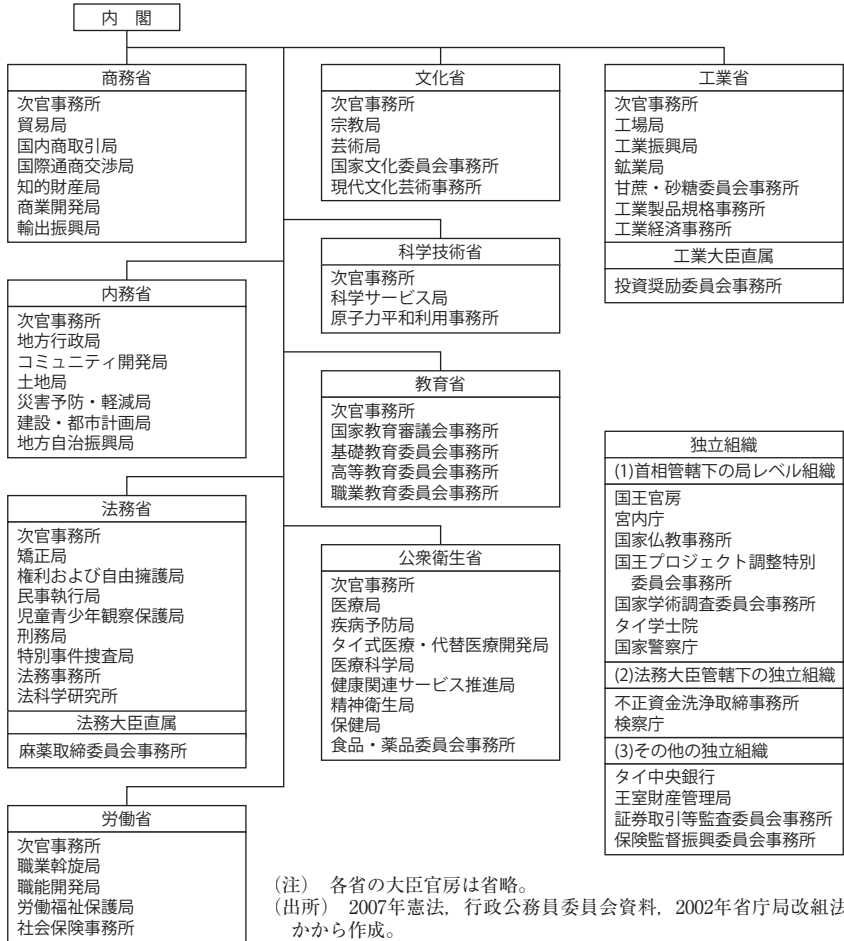 内　閣
商務省
次官事務所
貿易局
国内商取引局
国際通商交渉局
知的財産局
商業開発局
輸出振興局
内務省
次官事務所
地方行政局
コミュニティ開発局
土地局
災害予防・軽減局
建設・都市計画局
地方自治振興局
法務省
次官事務所
矯正局
権利および自由擁護局
民事執行局
児童青少年観察保護局
刑務局
特別事件捜査局
法務事務所
法科学研究所
法務大臣直属
麻薬取締委員会事務所
労働省
次官事務所
職業斡旋局
職能開発局
労働福祉保護局
社会保険事務所
文化省
次官事務所
宗教局
芸術局
国家文化委員会事務所
現代文化芸術事務所
科学技術省
次官事務所
科学サービス局
原子力平和利用事務所
教育省
次官事務所
国家教育審議会事務所
基礎教育委員会事務所
高等教育委員会事務所
職業教育委員会事務所
公衆衛生省
次官事務所
医療局
疾病予防局
タイ式医療・代替医療開発局
医療科学局
健康関連サービス推進局
精神衛生局
保健局
食品・薬品委員会事務所
工業省
次官事務所
工場局
工業振興局
鉱業局
甘蔗・砂糖委員会事務所
工業製品規格事務所
工業経済事務所
工業大臣直属
投資奨励委員会事務所
独立組織
(1)首相管轄下の局レベル組織
国王官房
宮内庁
国家仏教事務所
国王プロジェクト調整特別
委員会事務所
国家学術調査委員会事務所
タイ学士院
国家警察庁
(2)法務大臣管轄下の独立組織
不正資金洗浄取締事務所
検察庁
(3)その他の独立組織
タイ中央銀行
王室財産管理局
証券取引等監査委員会事務所
保険監督振興委員会事務所
（注）　各省の大臣官房は省略。
（出所）　2007年憲法，行政公務員委員会資料，2002年省庁局改組法
かから作成。